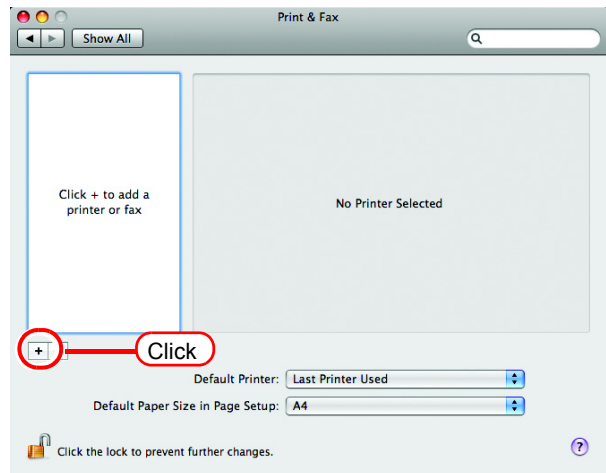 Print & Fax
Show All
Click + to add a
printer or fax
No Printer Selected
+
Click
Default Printer: Last Printer Used
Default Paper Size in Page Setup: A4
Click the lock to prevent further changes.
?